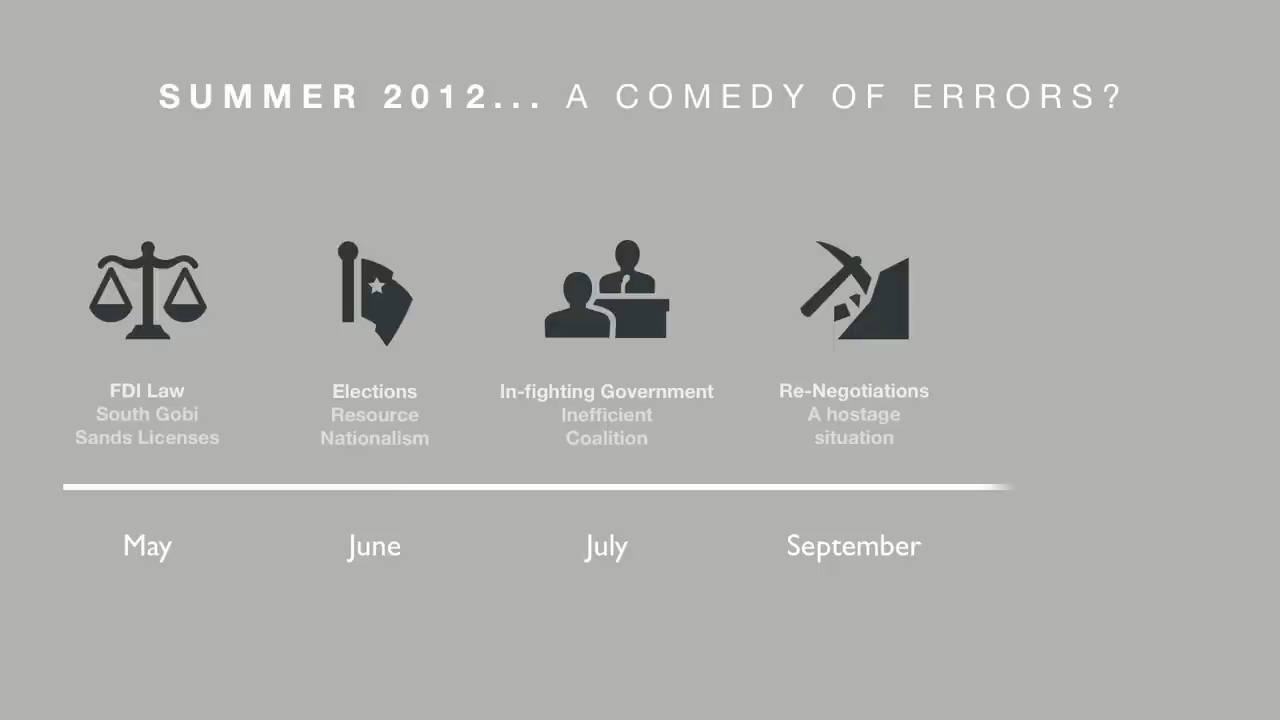 SUMMER 2012... A COMEDY OF ERRORS?
FDI Law
South Gobi
Sands Licenses
Elections
Resource
Nationalism
In-fighting Government
Inefficient
Coalition
Re-Negotiations
A hostage
situation
May
June
July
September